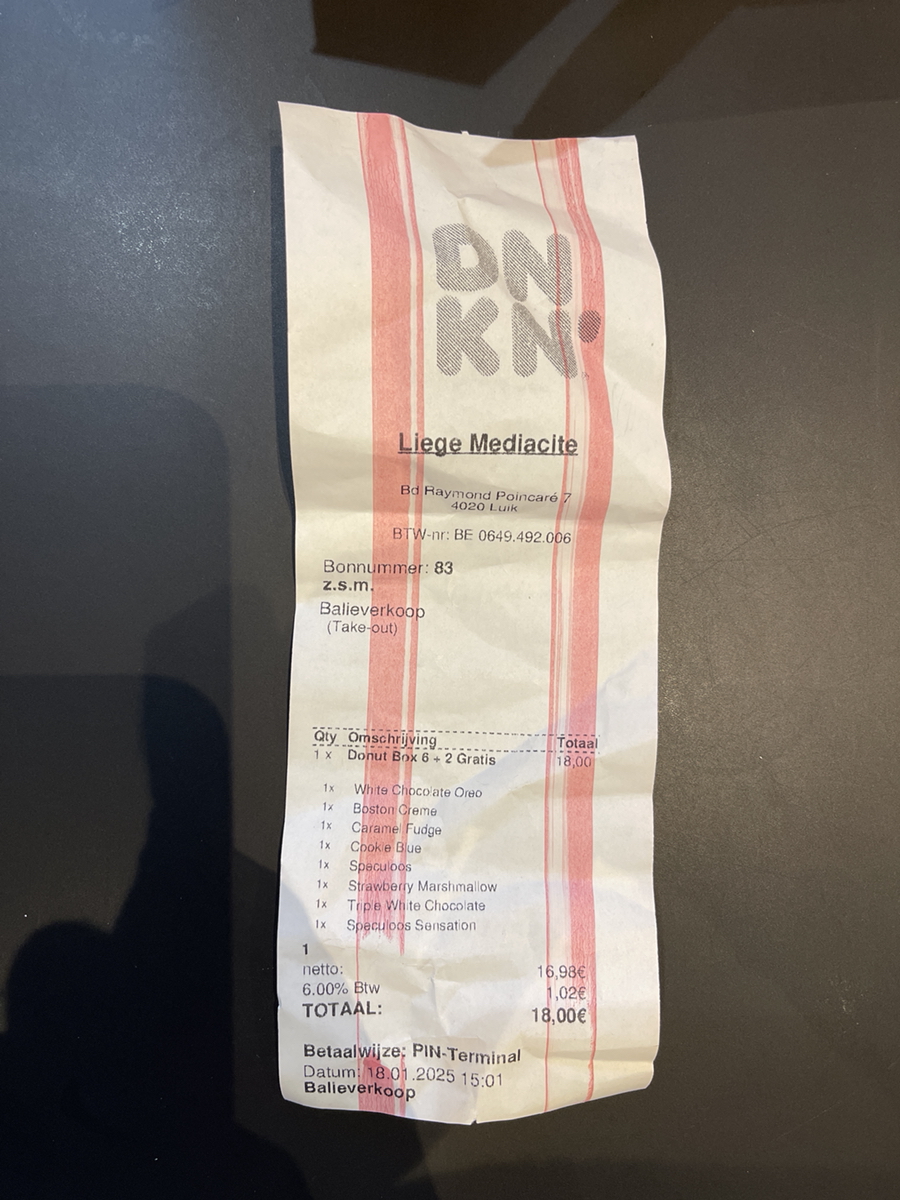 DN
KN'
Liege Mediacite
Bd Raymond Poincaré 7
4020 Luik
BTW-nr: BE 0649.492.006
Bonnummer: 83
z.s.m.
Balieverkoop
(Take-out)
Qty Omschrijving Totaal
1 x Donut Box 6 + 2 Gratis 18,00
1x White Chocolate Oreo
1x Boston Creme
1x Caramel Fudge
1x Cookie Blue
1x Speculoos
1x Strawberry Marshmallow
1x Triple White Chocolate
1x Speculoos Sensation
1
netto: 16,98€
6.00% Btw 1,02€
TOTAAL: 18,00€
Betaalwijze: PIN-Terminal
Datum: 18.01.2025 15:01
Balieverkoop